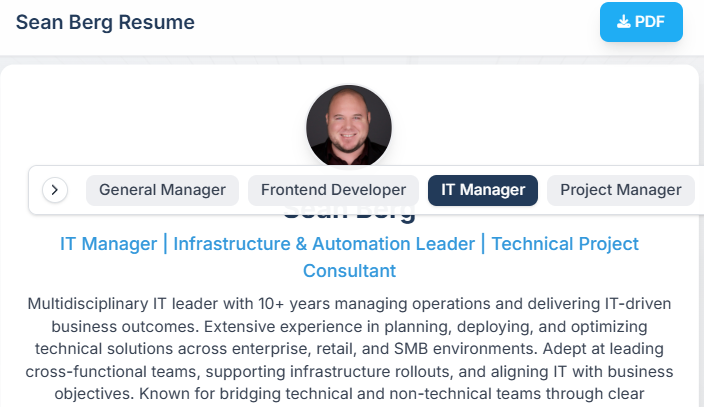 Sean Berg Resume
PDF
General Manager
Frontend Developer
IT Manager
Project Manager
Sean Berg
IT Manager | Infrastructure & Automation Leader | Technical Project
Consultant
Multidisciplinary IT leader with 10+ years managing operations and delivering IT-driven
business outcomes. Extensive experience in planning, deploying, and optimizing
technical solutions across enterprise, retail, and SMB environments. Adept at leading
cross-functional teams, supporting infrastructure rollouts, and aligning IT with business
objectives. Known for bridging technical and non-technical teams through clear